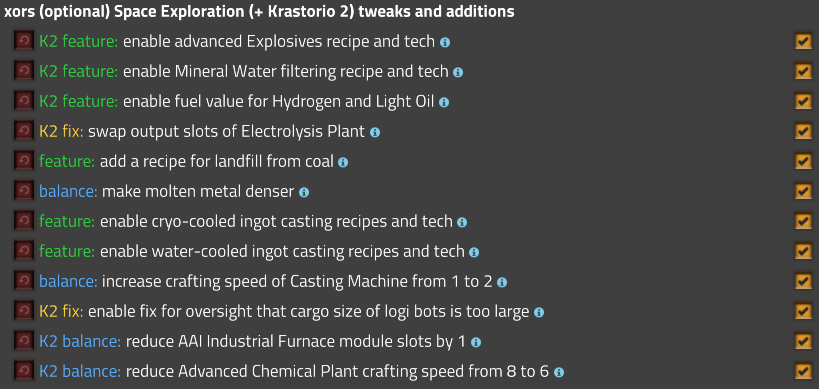 xors (optional) Space Exploration (+ Krastorio 2) tweaks and additions
K2 feature: enable advanced Explosives recipe and tech
K2 feature: enable Mineral Water filtering recipe and tech
K2 feature: enable fuel value for Hydrogen and Light Oil
K2 fix: swap output slots of Electrolysis Plant
feature: add a recipe for landfill from coal
balance: make molten metal denser
feature: enable cryo-cooled ingot casting recipes and tech
feature: enable water-cooled ingot casting recipes and tech
balance: increase crafting speed of Casting Machine from 1 to 2
K2 fix: enable fix for oversight that cargo size of logi bots is too large
K2 balance: reduce AAI Industrial Furnace module slots by 1
K2 balance: reduce Advanced Chemical Plant crafting speed from 8 to 6